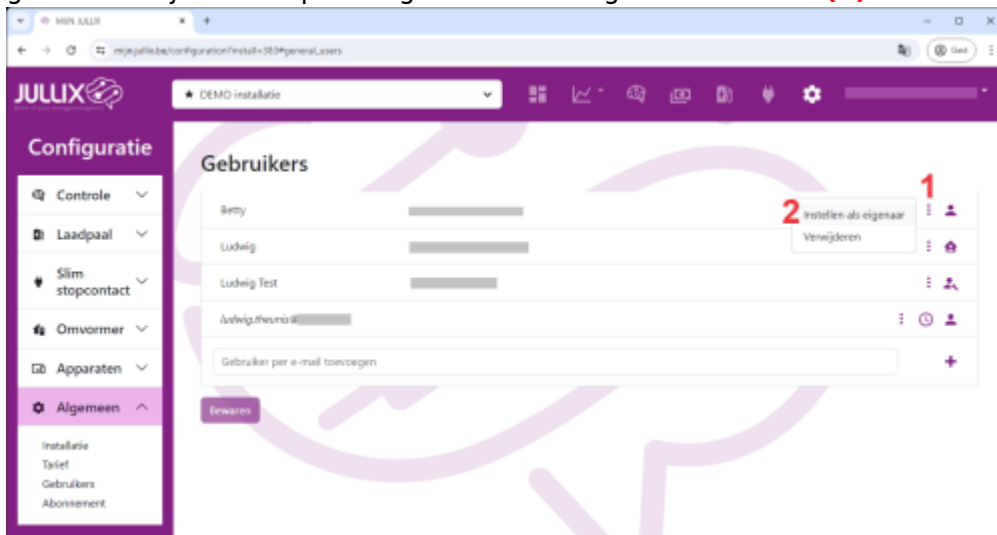 MIJN JULLIX
mijn.jullix.be/configuration?install=383#general_users
Gast
JULLIX
★ DEMO installatie
Configuratie
Gebruikers
Controle
Laadpaal
Slim
stopcontact
Omvormer
Apparaten
Algemeen
Installatie
Tarief
Gebruikers
Abonnement
1
Betty
2 Instellen als eigenaar
Verwijderen
Ludwig
Ludwig Test
ludwig.theunis@
Gebruiker per e-mail toevoegen
Bewaren